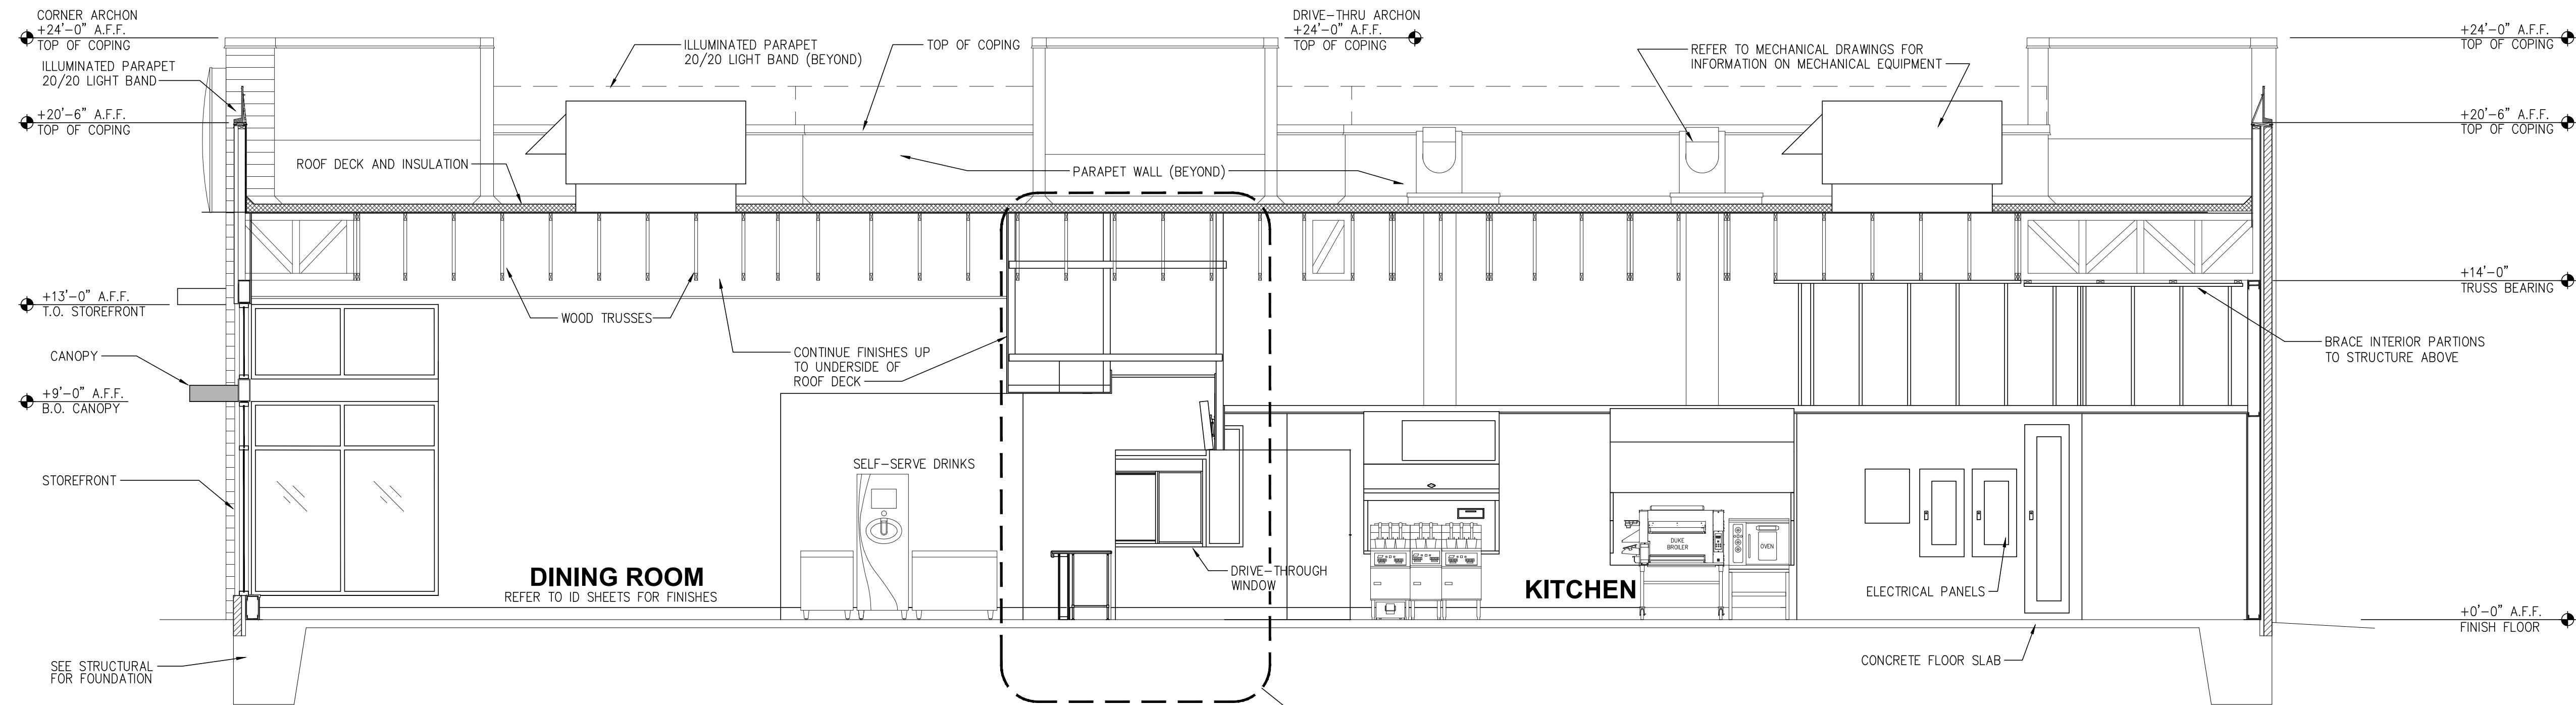 CORNER ARCHON
+24'-0" A.F.F.
TOP OF COPING
ILLUMINATED PARAPET
20/20 LIGHT BAND
+20'-6" A.F.F.
TOP OF COPING
ROOF DECK AND INSULATION
ILLUMINATED PARAPET
20/20 LIGHT BAND (BEYOND)
TOP OF COPING
DRIVE-THRU ARCHON
+24'-0" A.F.F.
TOP OF COPING
PARAPET WALL (BEYOND)
REFER TO MECHANICAL DRAWINGS FOR
INFORMATION ON MECHANICAL EQUIPMENT
+24'-0" A.F.F.
TOP OF COPING
+20'-6" A.F.F.
TOP OF COPING
+13'-0" A.F.F.
T.O. STOREFRONT
WOOD TRUSSES
CONTINUE FINISHES UP
TO UNDERSIDE OF
ROOF DECK
+14'-0"
TRUSS BEARING
BRACE INTERIOR PARTIONS
TO STRUCTURE ABOVE
CANOPY
+9'-0" A.F.F.
B.O. CANOPY
STOREFRONT
SELF-SERVE DRINKS
DINING ROOM
REFER TO ID SHEETS FOR FINISHES
DRIVE-THROUGH
WINDOW
KITCHEN
DUKE
BROILER
OVEN
ELECTRICAL PANELS
+0'-0" A.F.F.
FINISH FLOOR
SEE STRUCTURAL
FOR FOUNDATION
CONCRETE FLOOR SLAB